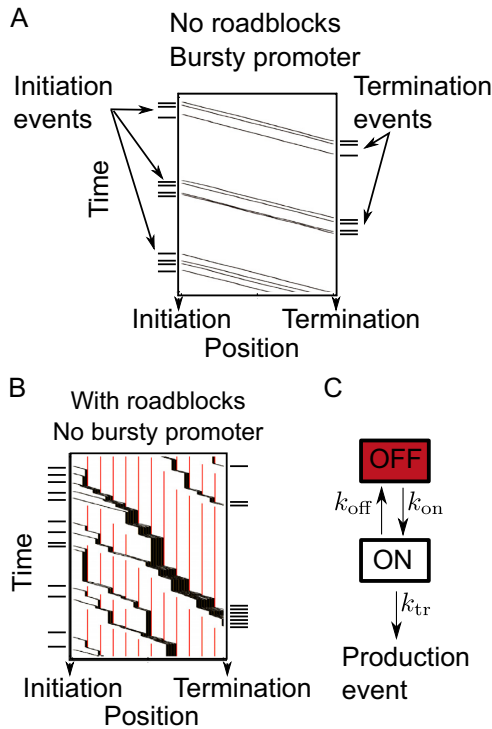 A
No roadblocks
Bursty promoter
Initiation
events
Termination
events
Time
Initiation
Termination
Position
B
With roadblocks
No bursty promoter
Time
Initiation
Termination
Position
C
OFF
k_off
k_on
ON
k_tr
Production
event